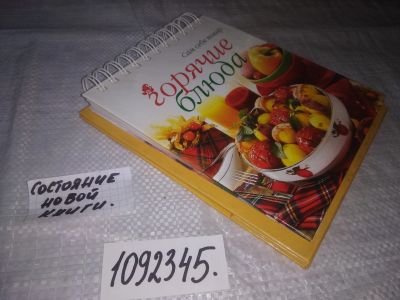 Сам себе повар
горячие
блюда
СОСТОЯНИЕ
НОВОЙ
КНИГИ.
1092345.